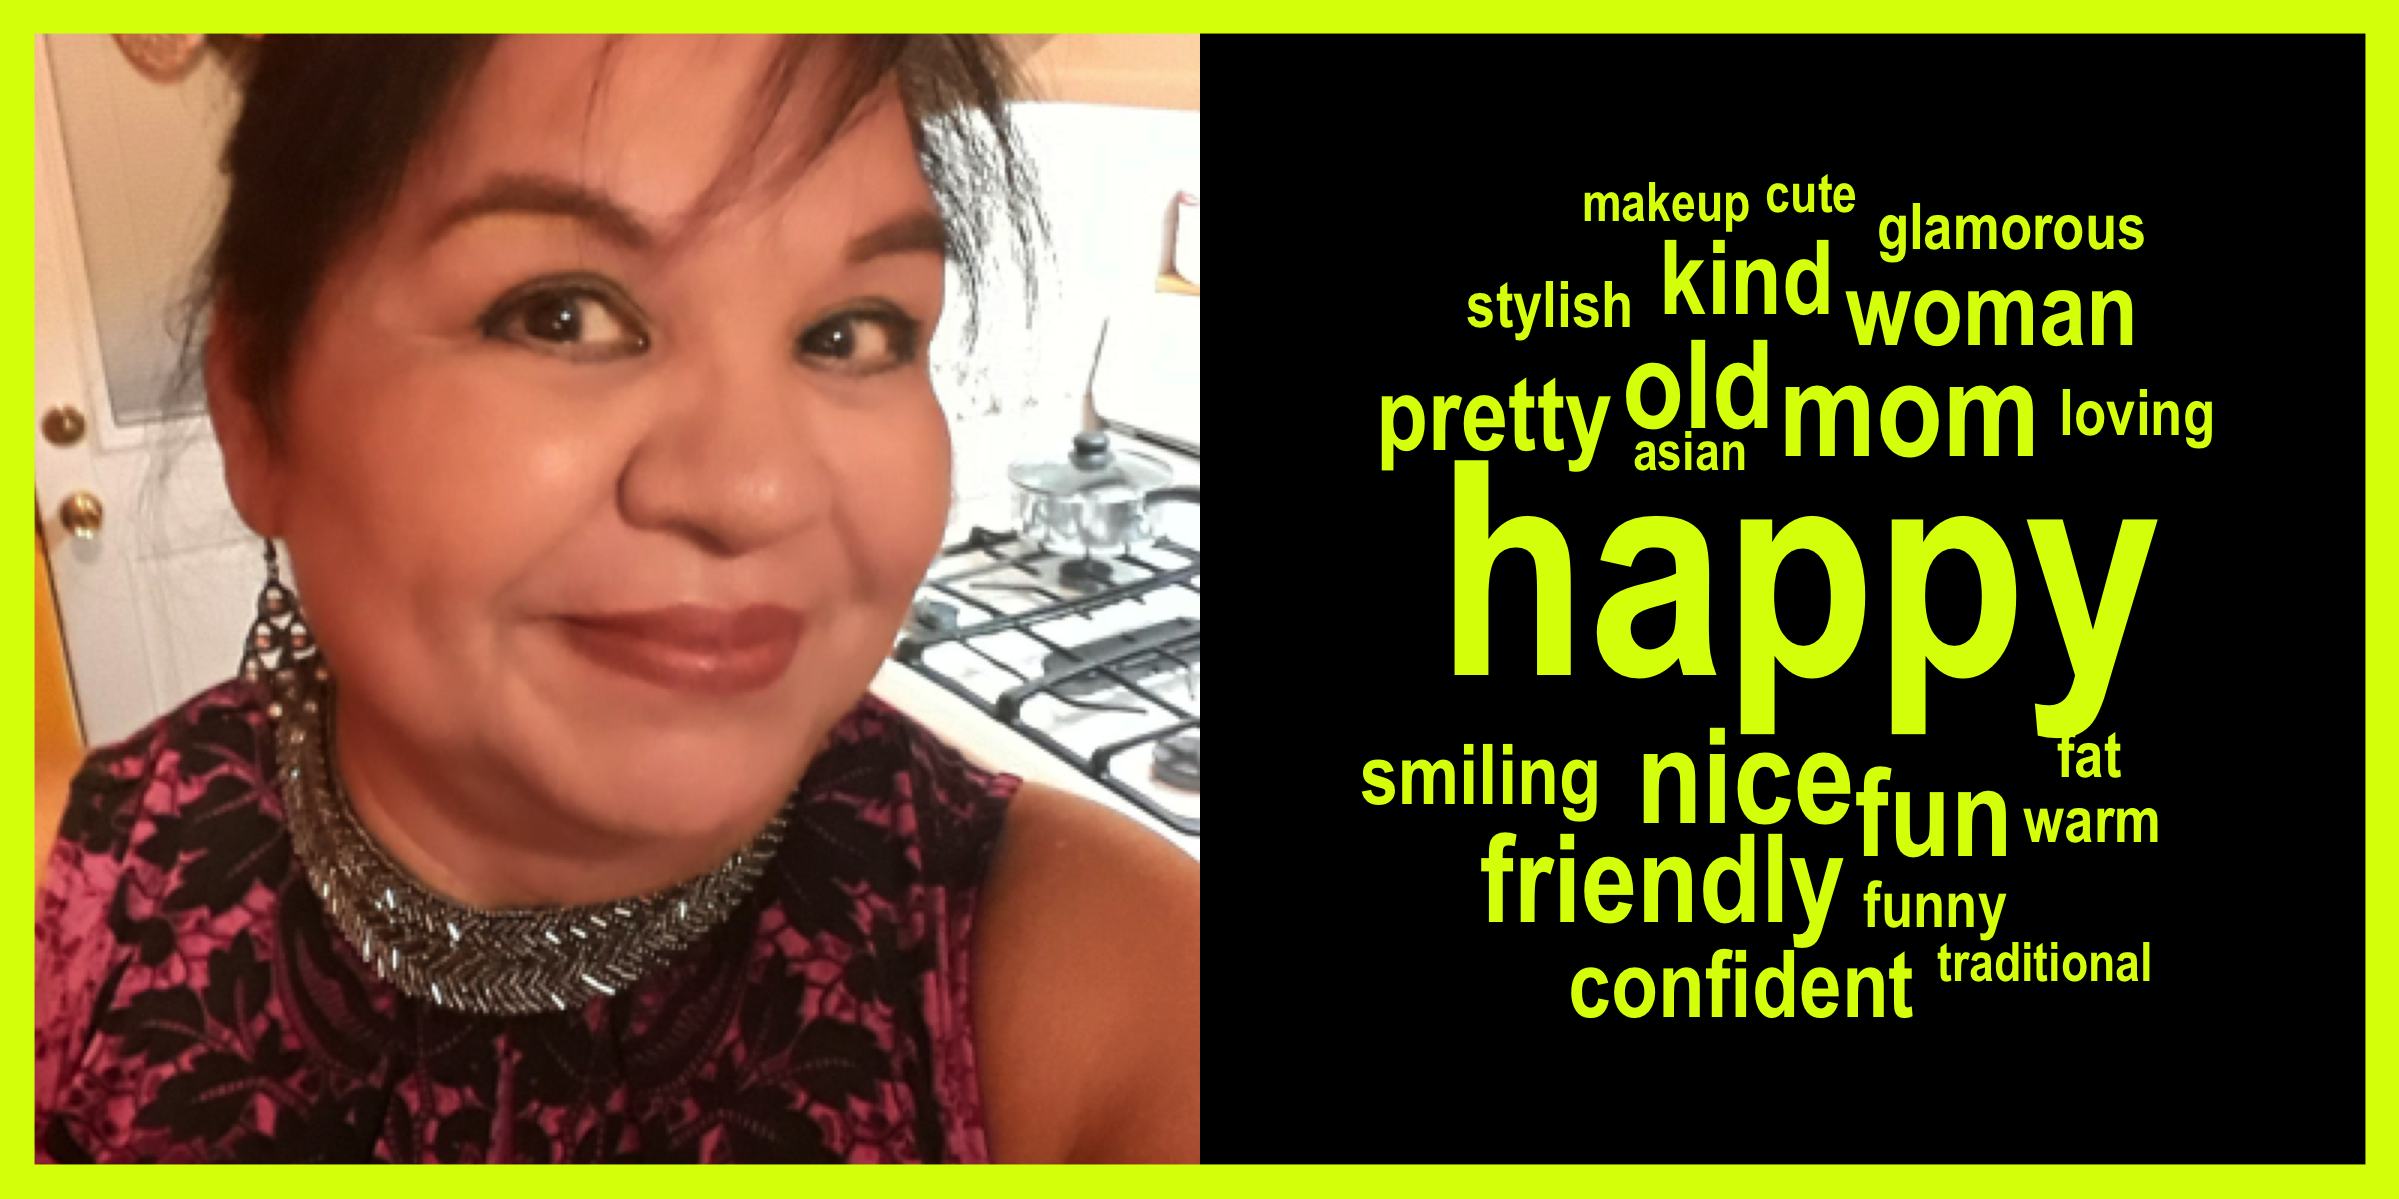 makeup cute glamorous
stylish kind woman
pretty old mom loving
asian
happy
smiling nice fun fat
warm
friendly funny
confident traditional